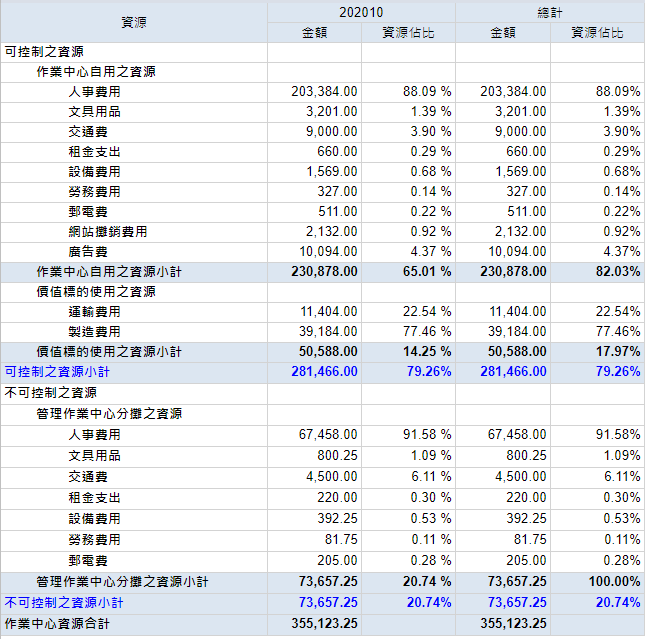 資源 202010 總計
金額 資源佔比 金額 資源佔比
可控制之資源
作業中心自用之資源
人事費用 203,384.00 88.09 % 203,384.00 88.09%
文具用品 3,201.00 1.39 % 3,201.00 1.39%
交通費 9,000.00 3.90 % 9,000.00 3.90%
租金支出 660.00 0.29 % 660.00 0.29%
設備費用 1,569.00 0.68 % 1,569.00 0.68%
勞務費用 327.00 0.14 % 327.00 0.14%
郵電費 511.00 0.22 % 511.00 0.22%
網站攤銷費用 2,132.00 0.92 % 2,132.00 0.92%
廣告費 10,094.00 4.37 % 10,094.00 4.37%
作業中心自用之資源小計 230,878.00 65.01 % 230,878.00 82.03%
價值標的使用之資源
運輸費用 11,404.00 22.54 % 11,404.00 22.54%
製造費用 39,184.00 77.46 % 39,184.00 77.46%
價值標的使用之資源小計 50,588.00 14.25 % 50,588.00 17.97%
可控制之資源小計 281,466.00 79.26% 281,466.00 79.26%
不可控制之資源
管理作業中心分攤之資源
人事費用 67,458.00 91.58 % 67,458.00 91.58%
文具用品 800.25 1.09 % 800.25 1.09%
交通費 4,500.00 6.11 % 4,500.00 6.11%
租金支出 220.00 0.30 % 220.00 0.30%
設備費用 392.25 0.53 % 392.25 0.53%
勞務費用 81.75 0.11 % 81.75 0.11%
郵電費 205.00 0.28 % 205.00 0.28%
管理作業中心分攤之資源小計 73,657.25 20.74 % 73,657.25 100.00%
不可控制之資源小計 73,657.25 20.74% 73,657.25 20.74%
作業中心資源合計 355,123.25 355,123.25